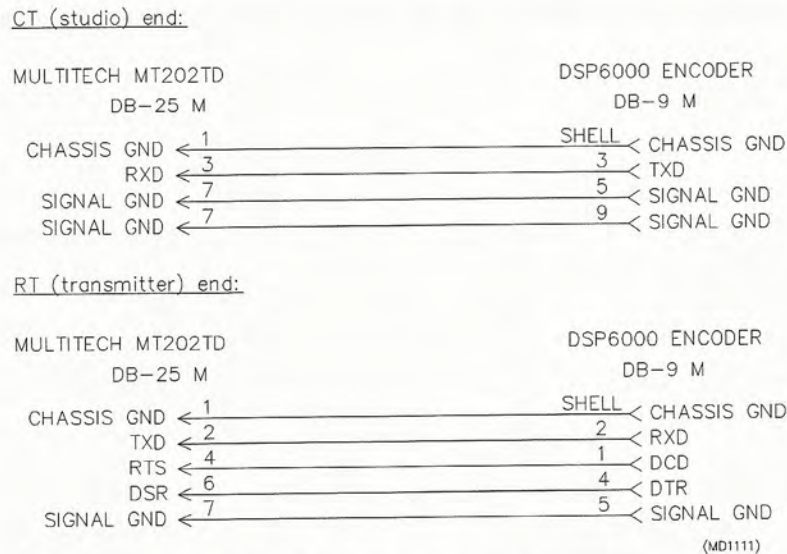 CT (studio) end:
MULTITECH MT202TD DSP6000 ENCODER
DB-25 M DB-9 M
CHASSIS GND 1 SHELL CHASSIS GND
RXD 3 3 TXD
SIGNAL GND 7 5 SIGNAL GND
SIGNAL GND 7 9 SIGNAL GND
RT (transmitter) end:
MULTITECH MT202TD DSP6000 ENCODER
DB-25 M DB-9 M
CHASSIS GND 1 SHELL CHASSIS GND
TXD 2 2 RXD
RTS 4 1 DCD
DSR 6 4 DTR
SIGNAL GND 7 5 SIGNAL GND
(MD1111)